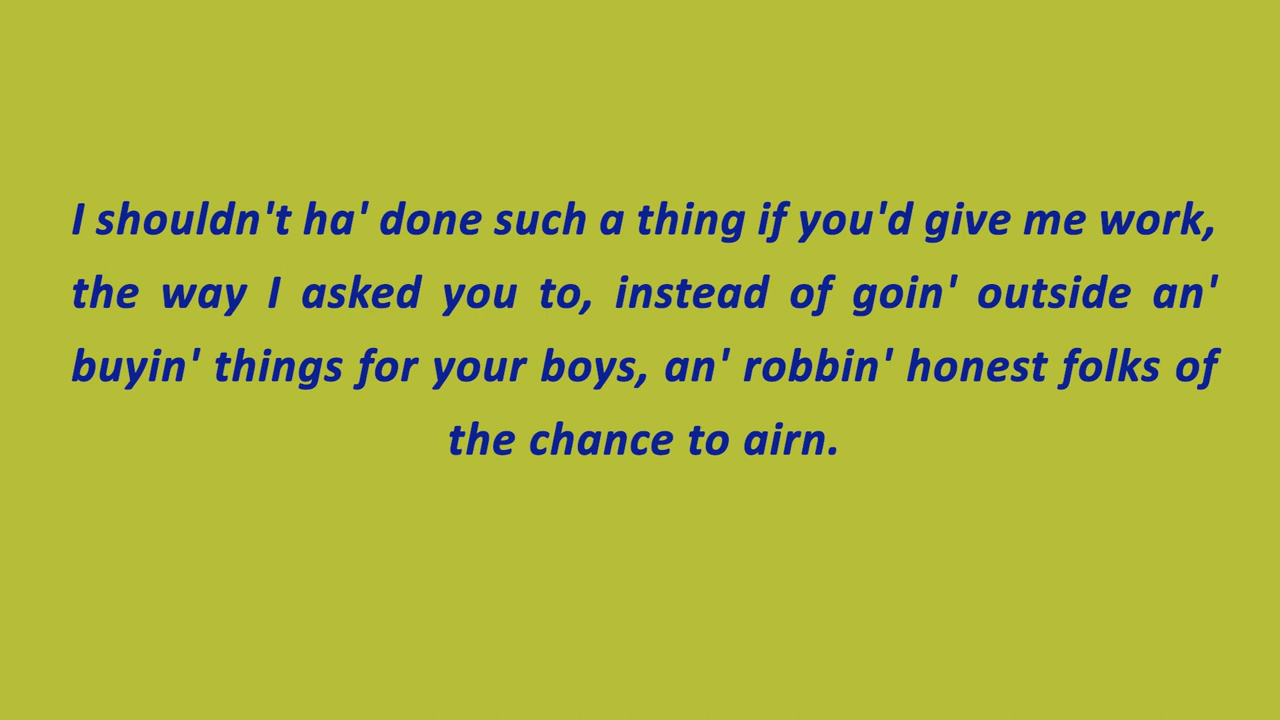 I shouldn't ha' done such a thing if you'd give me work,
the way I asked you to, instead of goin' outside an'
buyin' things for your boys, an' robbin' honest folks of
the chance to airn.